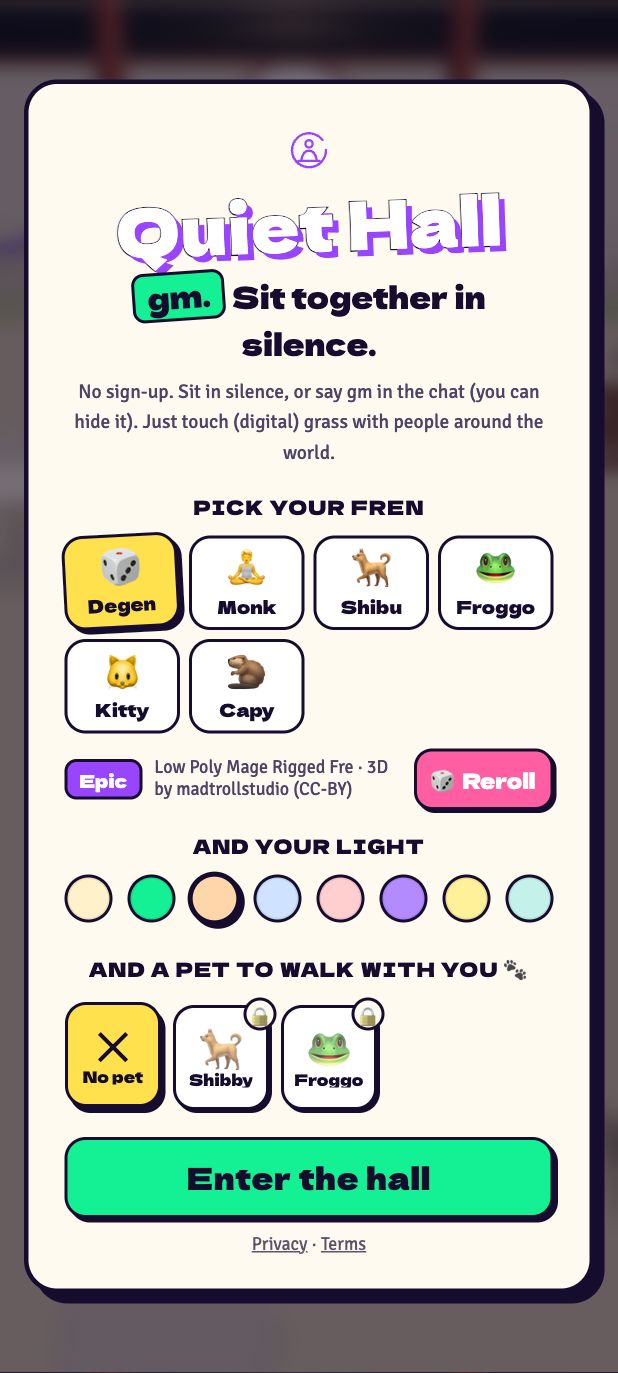 Quiet Hall
gm. Sit together in
silence.
No sign-up. Sit in silence, or say gm in the chat (you can
hide it). Just touch (digital) grass with people around the
world.
PICK YOUR FREN
Degen
Monk
Shibu
Froggo
Kitty
Capy
Epic
Low Poly Mage Rigged Fre · 3D
by madtrollstudio (CC-BY)
Reroll
AND YOUR LIGHT
AND A PET TO WALK WITH YOU
No pet
Shibby
Froggo
Enter the hall
Privacy · Terms